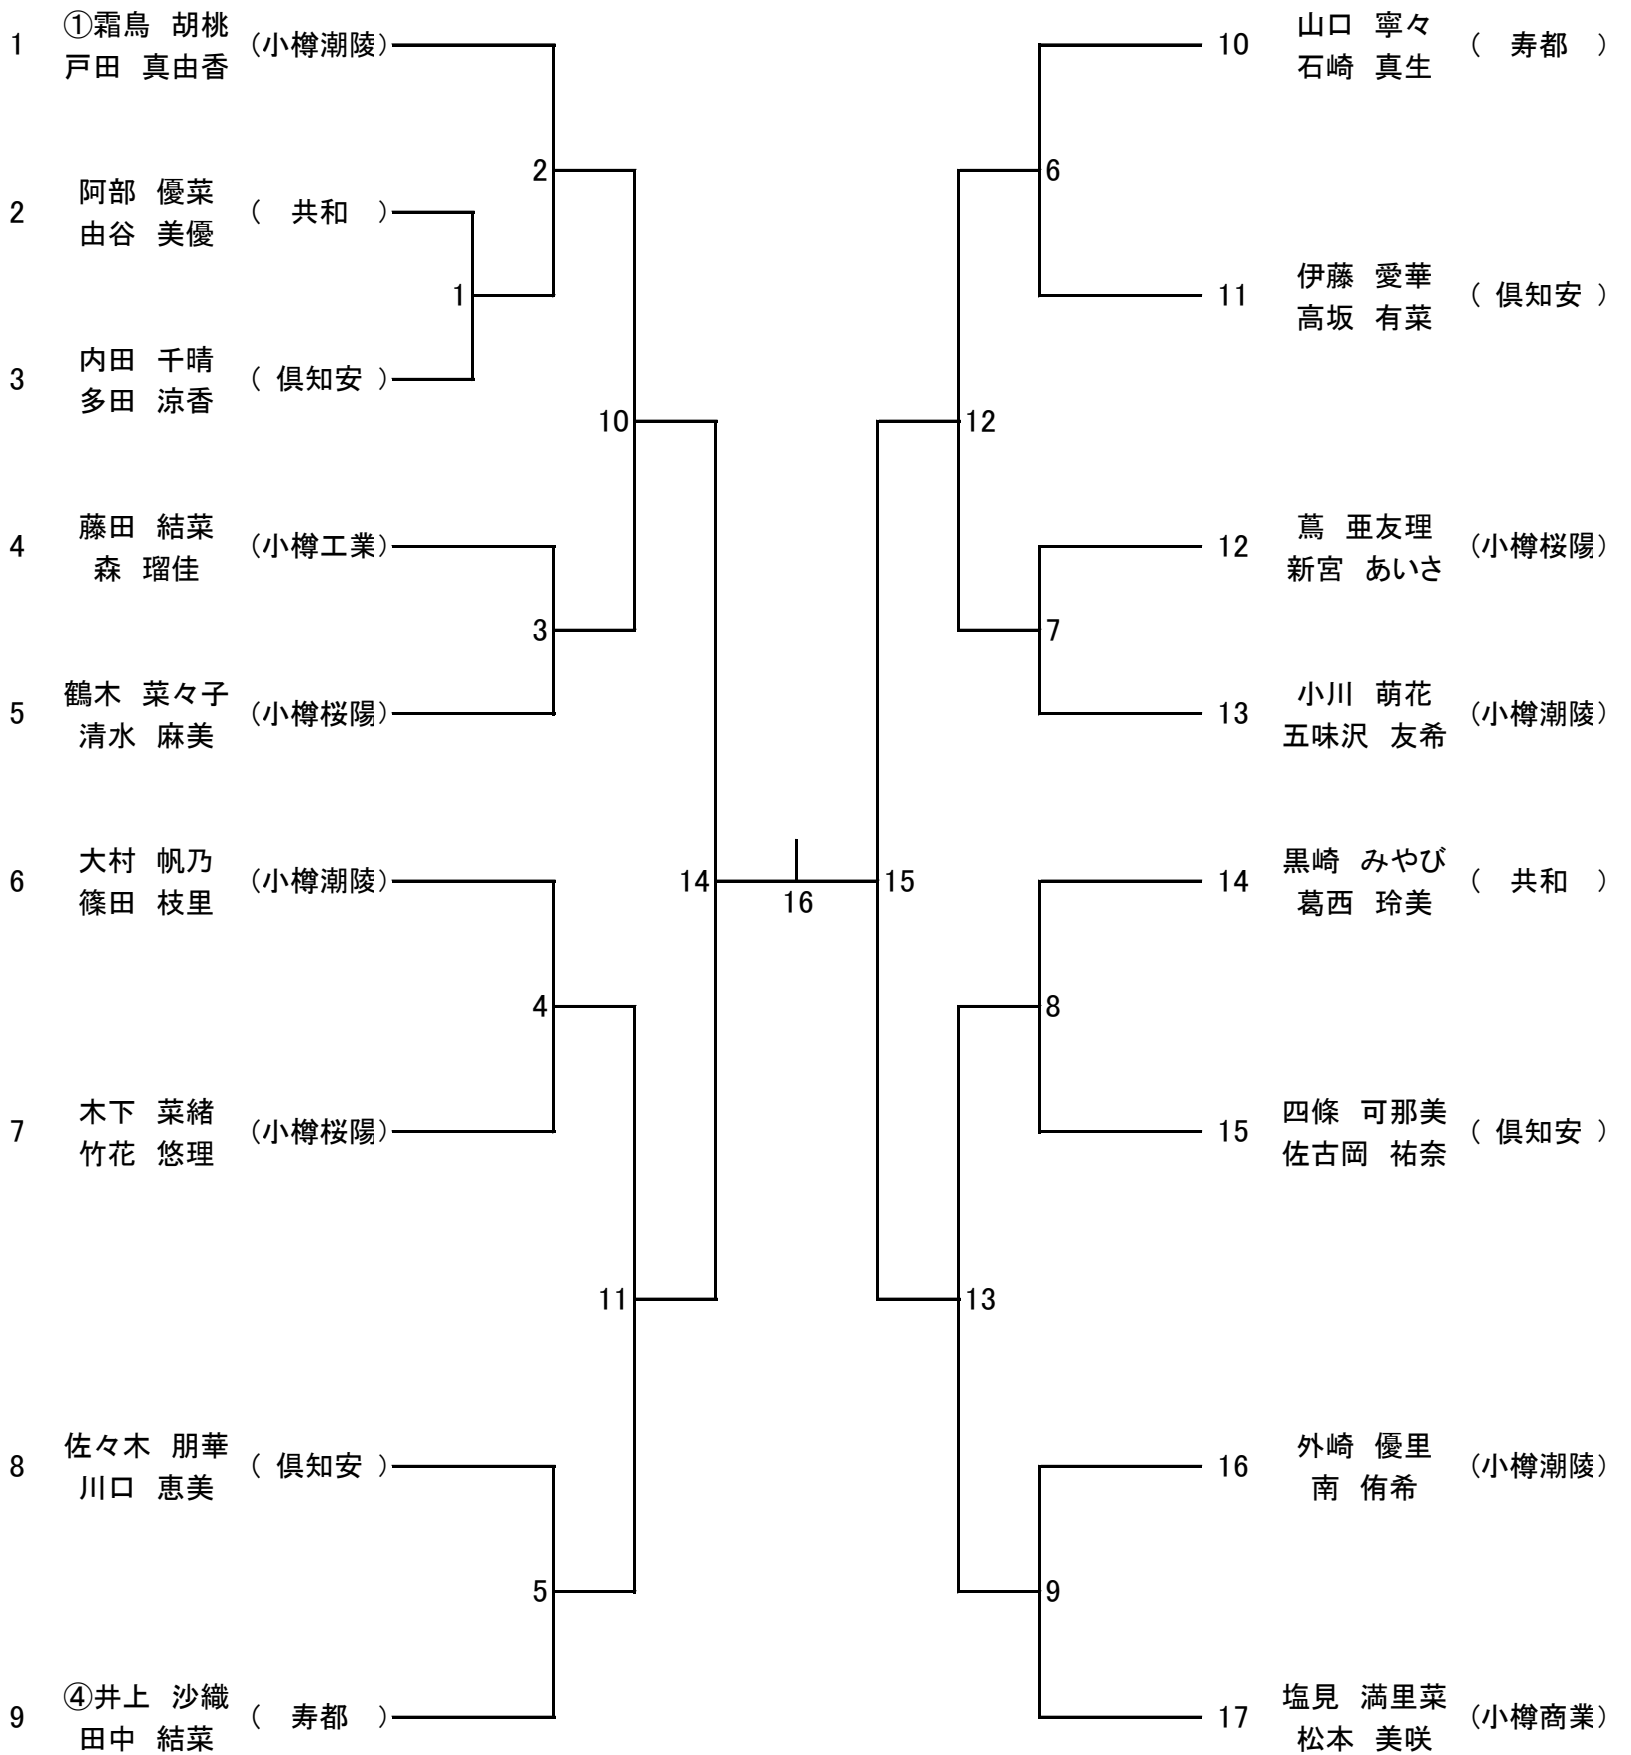 1 ①霜鳥 胡桃 (小樽潮陵)
戸田 真由香
2 阿部 優菜 ( 共和 )
由谷 美優
3 内田 千晴 ( 倶知安 )
多田 涼香
4 藤田 結菜 (小樽工業)
森 瑠佳
5 鶴木 菜々子 (小樽桜陽)
清水 麻美
6 大村 帆乃 (小樽潮陵)
篠田 枝里
7 木下 菜緒 (小樽桜陽)
竹花 悠理
8 佐々木 朋華 ( 倶知安 )
川口 恵美
9 ④井上 沙織 ( 寿都 )
田中 結菜
2
1
10
3
4
11
5
14
16
15
6
12
7
8
13
9
10 山口 寧々 ( 寿都 )
石崎 真生
11 伊藤 愛華 ( 倶知安 )
高坂 有菜
12 蔦 亜友理 (小樽桜陽)
新宮 あいさ
13 小川 萌花 (小樽潮陵)
五味沢 友希
14 黒崎 みやび ( 共和 )
葛西 玲美
15 四條 可那美 ( 倶知安 )
佐古岡 祐奈
16 外崎 優里 (小樽潮陵)
南 侑希
17 塩見 満里菜 (小樽商業)
松本 美咲